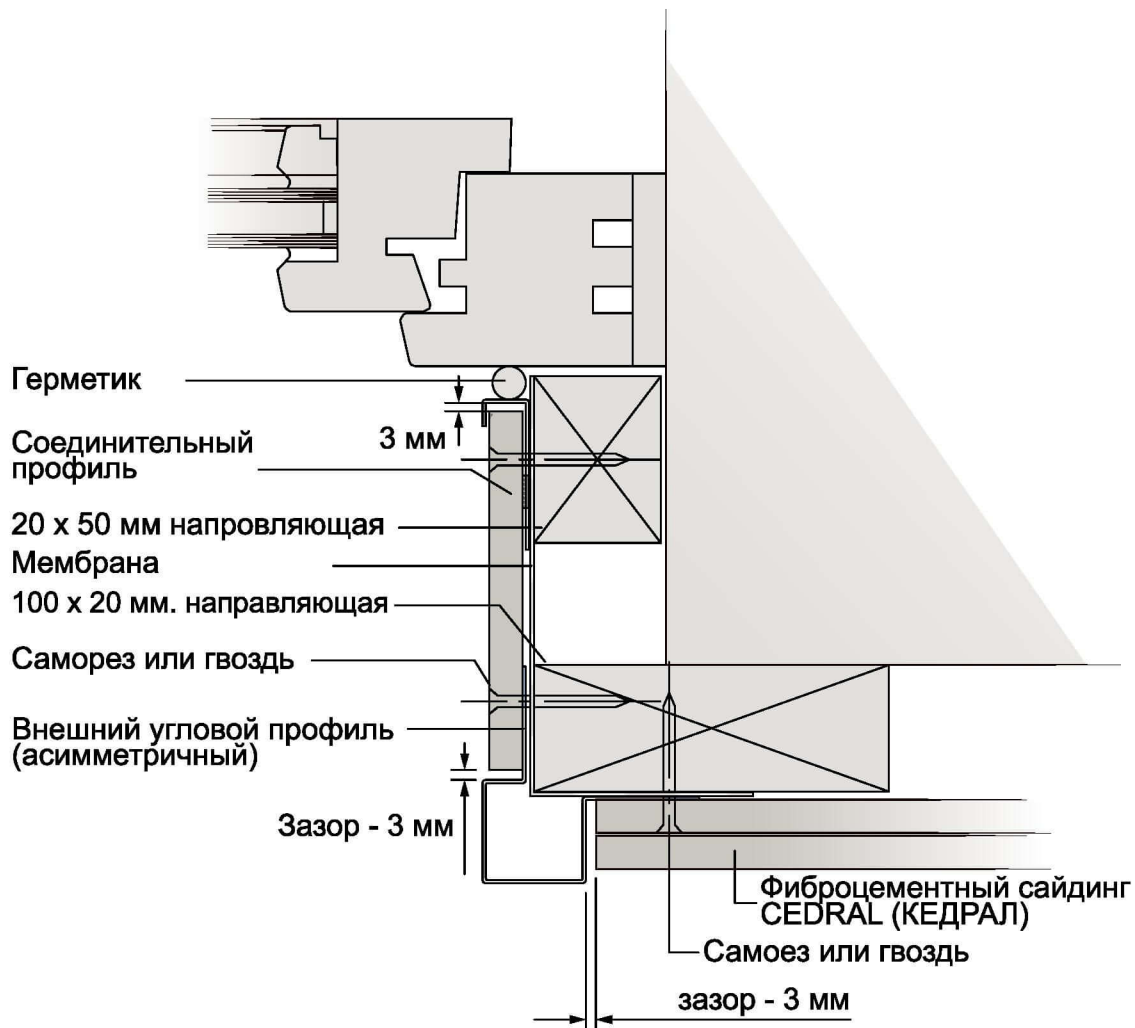 Герметик
3 мм
Соединительный
профиль
20 x 50 мм напровляющая
Мембрана
100 x 20 мм. направляющая
Саморез или гвоздь
Внешний угловой профиль
(асимметричный)
Зазор - 3 мм
Фиброцементный сайдинг
CEDRAL (КЕДРАЛ)
Самоез или гвоздь
зазор - 3 мм